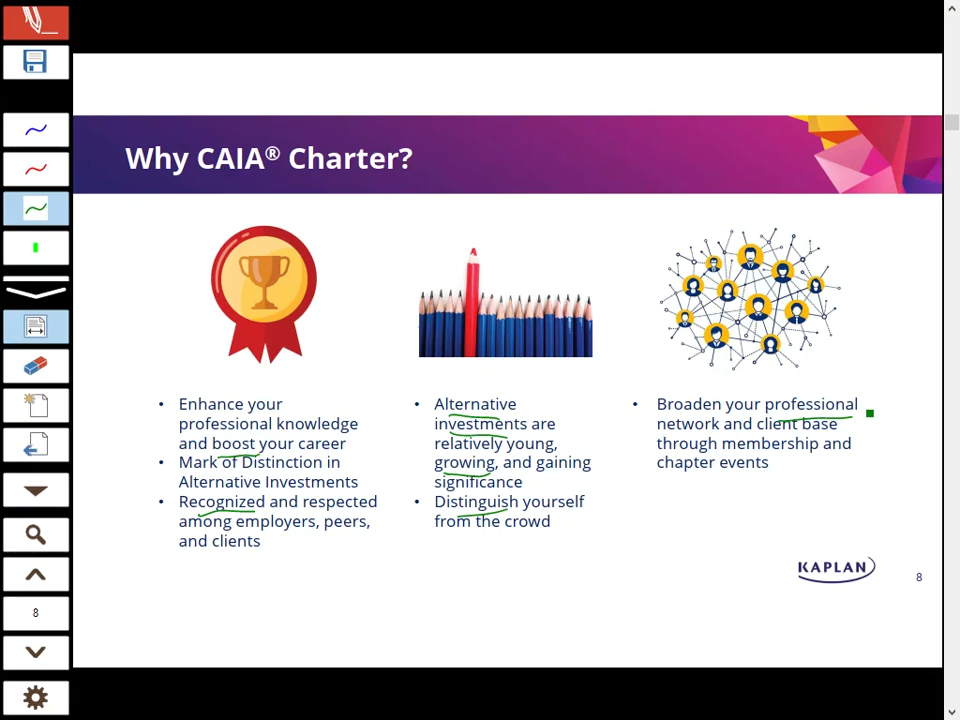 Why CAIA® Charter?
• Enhance your
professional knowledge
and boost your career
• Mark of Distinction in
Alternative Investments
• Recognized and respected
among employers, peers,
and clients
• Alternative
investments are
relatively young,
growing, and gaining
significance
• Distinguish yourself
from the crowd
• Broaden your professional
network and client base
through membership and
chapter events
KAPLAN
8
8